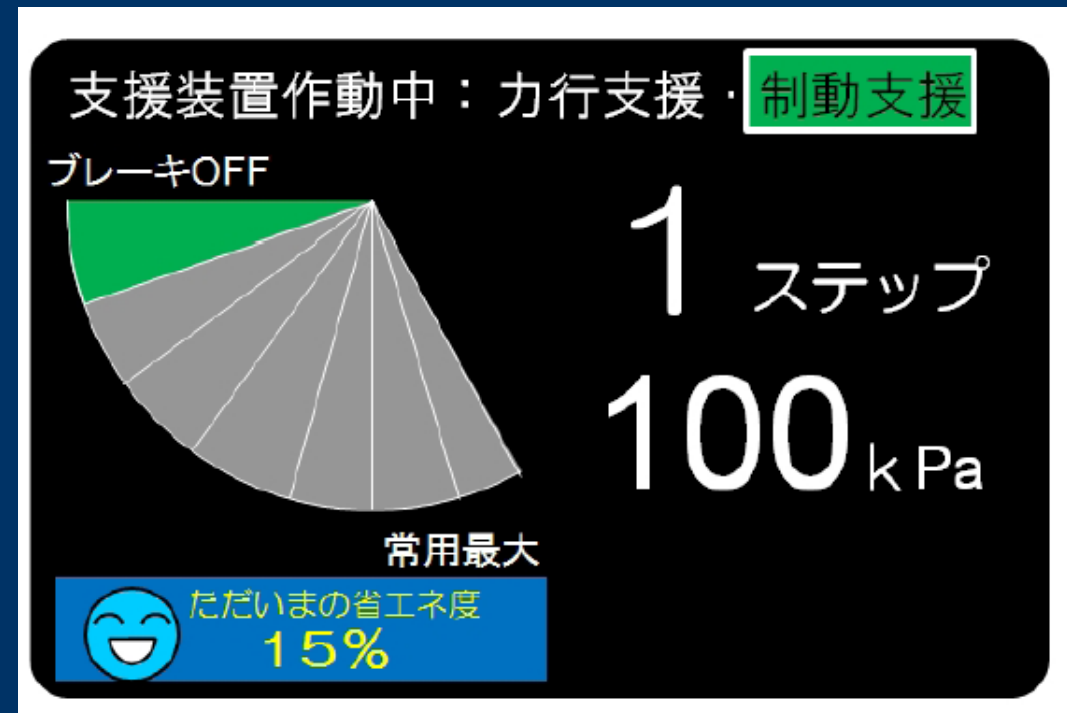 支援装置作動中：力行支援・制動支援
ブレーキOFF
1 ステップ
100 kPa
常用最大
ただいまの省エネ度
15%